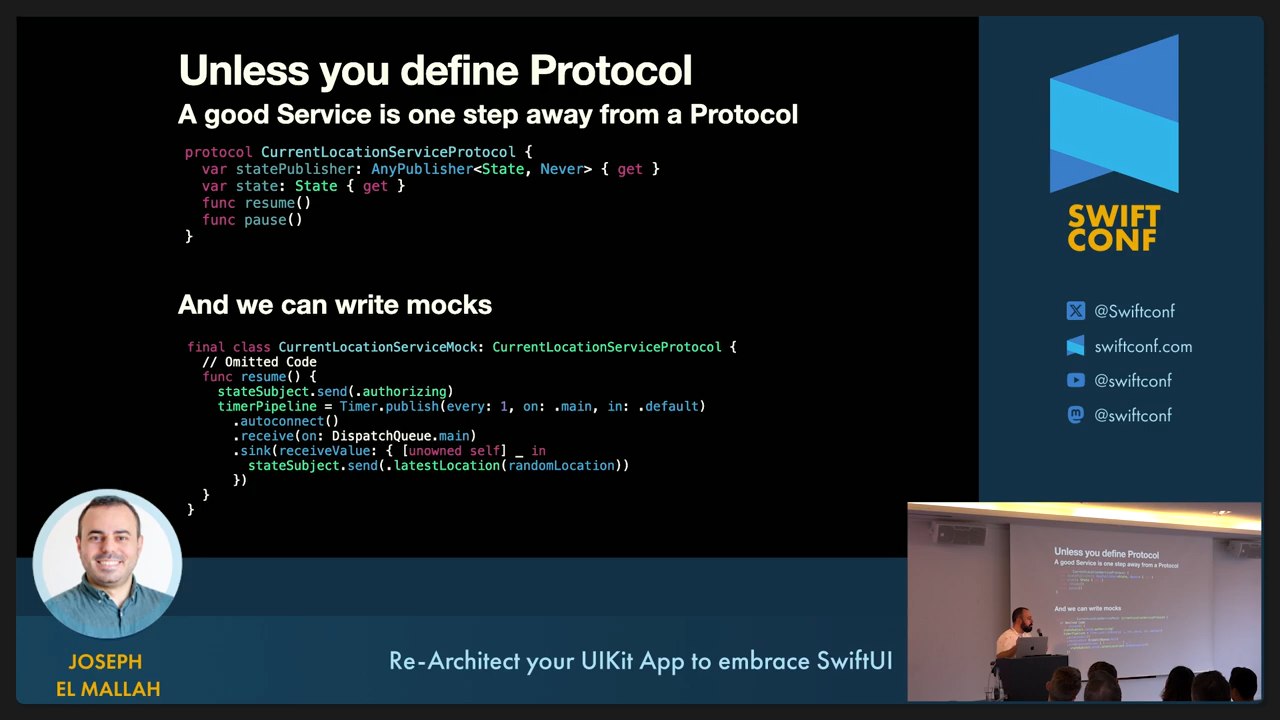 Unless you define Protocol
A good Service is one step away from a Protocol
protocol CurrentLocationServiceProtocol {
  var statePublisher: AnyPublisher<State, Never> { get }
  var state: State { get }
  func resume()
  func pause()
}
And we can write mocks
final class CurrentLocationServiceMock: CurrentLocationServiceProtocol {
  // Omitted Code
  func resume() {
    stateSubject.send(.authorizing)
    timerPipeline = Timer.publish(every: 1, on: .main, in: .default)
      .autoconnect()
      .receive(on: DispatchQueue.main)
      .sink(receiveValue: { [unowned self] _ in
        stateSubject.send(.latestLocation(randomLocation))
      })
  }
}
SWIFT
CONF
@Swiftconf
swiftconf.com
@swiftconf
@swiftconf
JOSEPH
EL MALLAH
Re-Architect your UIKit App to embrace SwiftUI
Unless you define Protocol
A good Service is one step away from a Protocol
And we can write mocks